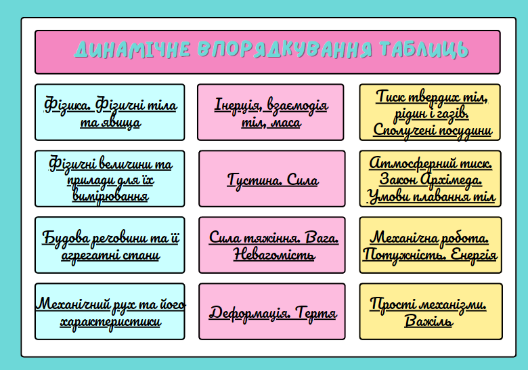 ДИНАМІЧНЕ ВПОРЯДКУВАННЯ ТАБЛИЦЬ
Фізика. Фізичні тіла
та явища
Інерція, взаємодія
тіл, маса
Тиск твердих тіл,
рідин і газів.
Сполучені посудини
Фізичні величини та
прилади для їх
вимірювання
Густина. Сила
Атмосферний тиск.
Закон Архімеда.
Умови плавання тіл
Будова речовини та її
агрегатні стани
Сила тяжіння. Вага.
Невагомість
Механічна робота.
Потужність. Енергія
Механічний рух та його
характеристики
Деформація. Тертя
Прості механізми.
Важіль